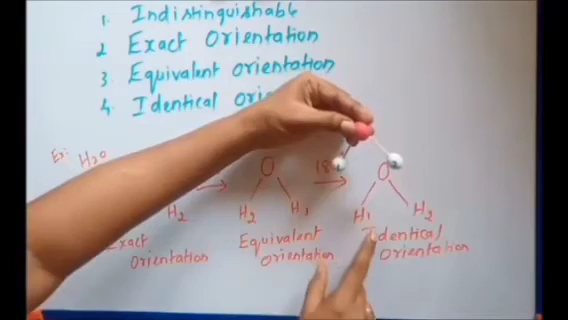 1. Indistinguishable
2 Exact Orientation
3. Equivalent orientation
4. Identical
Ex: H2O
180
O O
H2 H2 H1 H1 H2
Exact Equivalent Identical
orientation orientation orientation